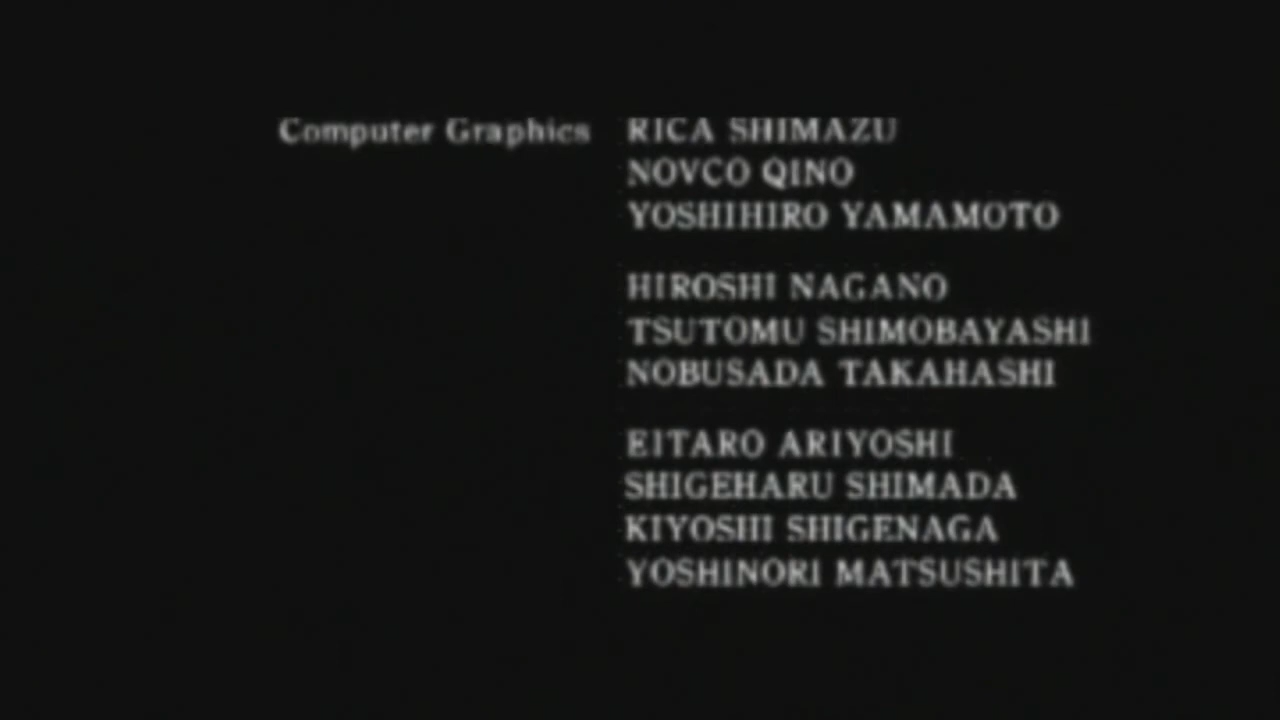 Computer Graphics RICA SHIMAZU
NOVCO QINO
YOSHIHIRO YAMAMOTO
HIROSHI NAGANO
TSUTOMU SHIMOBAYASHI
NOBUSADA TAKAHASHI
EITARO ARIYOSHI
SHIGEHARU SHIMADA
KIYOSHI SHIGENAGA
YOSHINORI MATSUSHITA